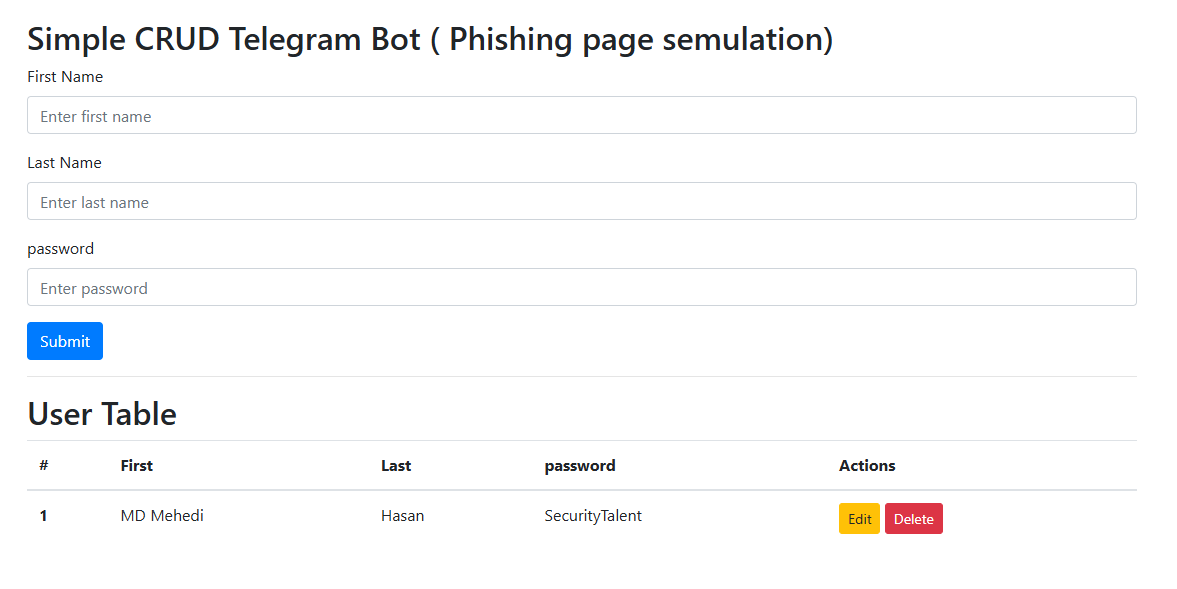 Simple CRUD Telegram Bot ( Phishing page semulation)
First Name
Enter first name
Last Name
Enter last name
password
Enter password
Submit
User Table
# First Last password Actions
1 MD Mehedi Hasan SecurityTalent Edit Delete